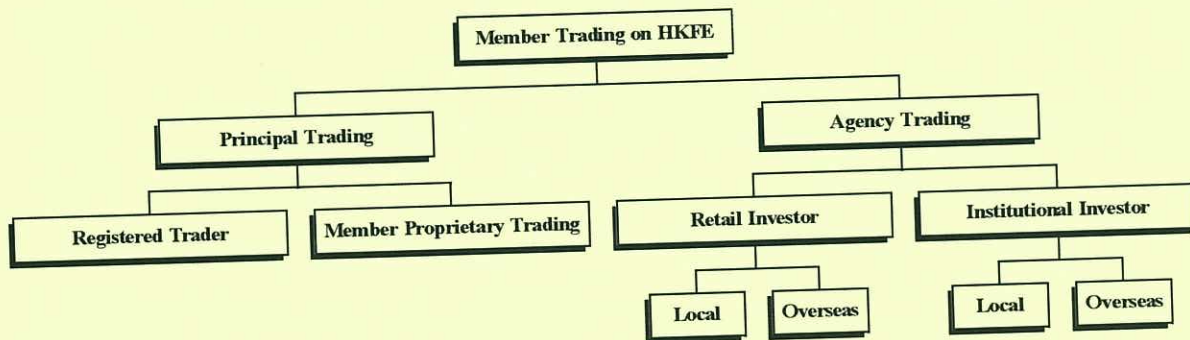 Member Trading on HKFE
Principal Trading
Agency Trading
Registered Trader
Member Proprietary Trading
Retail Investor
Institutional Investor
Local
Overseas
Local
Overseas